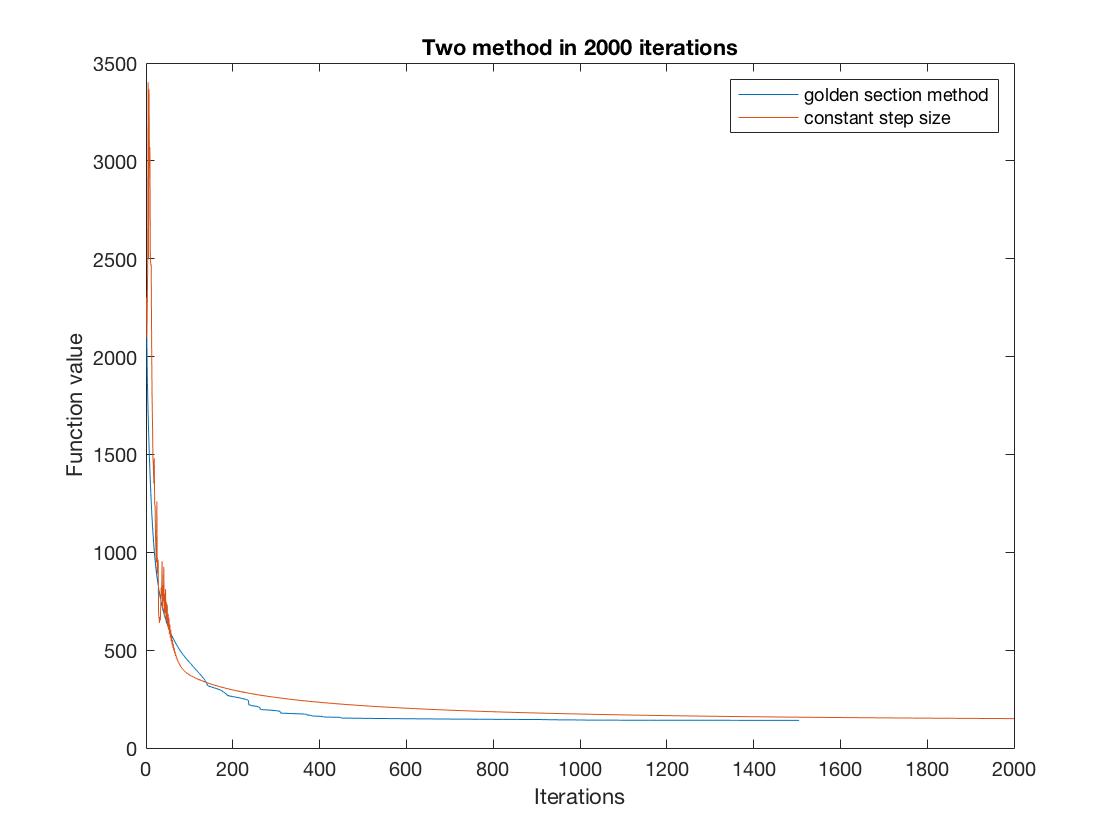 Two method in 2000 iterations
golden section method
constant step size
3500
3000
2500
2000
1500
1000
500
0
Function value
0 200 400 600 800 1000 1200 1400 1600 1800 2000
Iterations